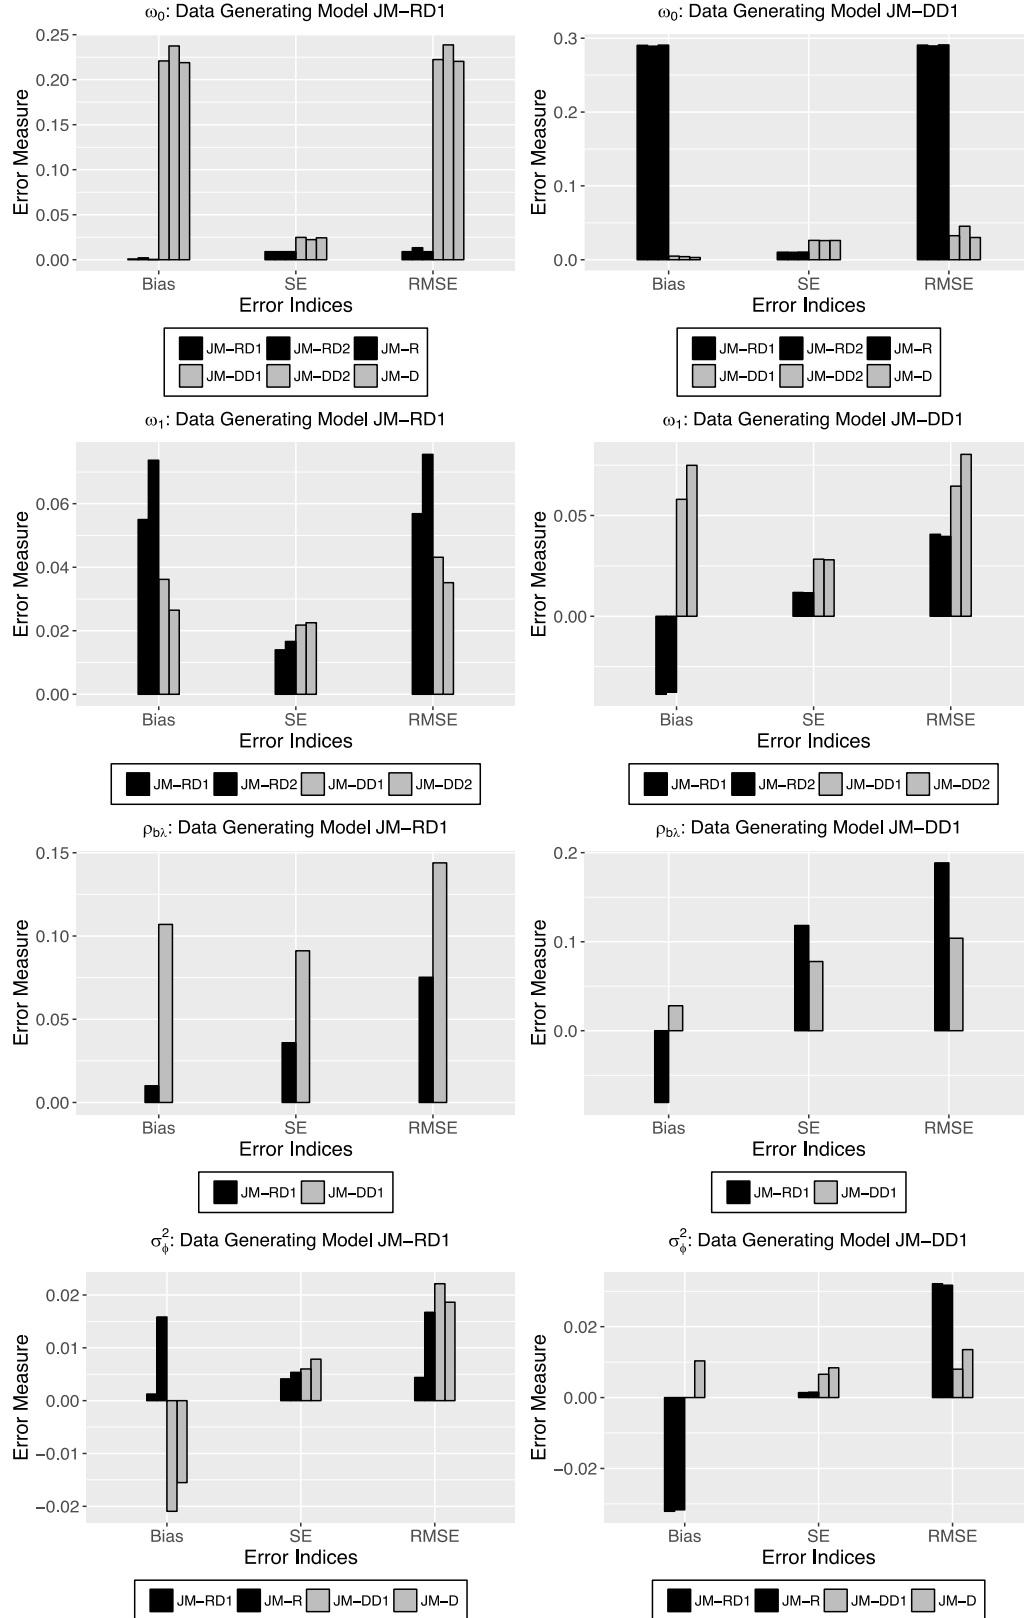 ω0: Data Generating Model JM−RD1
ω0: Data Generating Model JM−DD1
0.25
0.20
0.15
0.10
0.05
0.00
Error Measure
Bias SE RMSE
Error Indices
JM−RD1 JM−RD2 JM−R
JM−DD1 JM−DD2 JM−D
0.3
0.2
0.1
0.0
Error Measure
Bias SE RMSE
Error Indices
JM−RD1 JM−RD2 JM−R
JM−DD1 JM−DD2 JM−D
ω1: Data Generating Model JM−RD1
ω1: Data Generating Model JM−DD1
0.06
0.04
0.02
0.00
Error Measure
Bias SE RMSE
Error Indices
JM−RD1 JM−RD2 JM−DD1 JM−DD2
0.05
0.00
Error Measure
Bias SE RMSE
Error Indices
JM−RD1 JM−RD2 JM−DD1 JM−DD2
ρbλ: Data Generating Model JM−RD1
ρbλ: Data Generating Model JM−DD1
0.15
0.10
0.05
0.00
Error Measure
Bias SE RMSE
Error Indices
JM−RD1 JM−DD1
0.2
0.1
0.0
Error Measure
Bias SE RMSE
Error Indices
JM−RD1 JM−DD1
σ²ϕ: Data Generating Model JM−RD1
σ²ϕ: Data Generating Model JM−DD1
0.02
0.01
0.00
−0.01
−0.02
Error Measure
Bias SE RMSE
Error Indices
JM−RD1 JM−R JM−DD1 JM−D
0.02
0.00
−0.02
Error Measure
Bias SE RMSE
Error Indices
JM−RD1 JM−R JM−DD1 JM−D